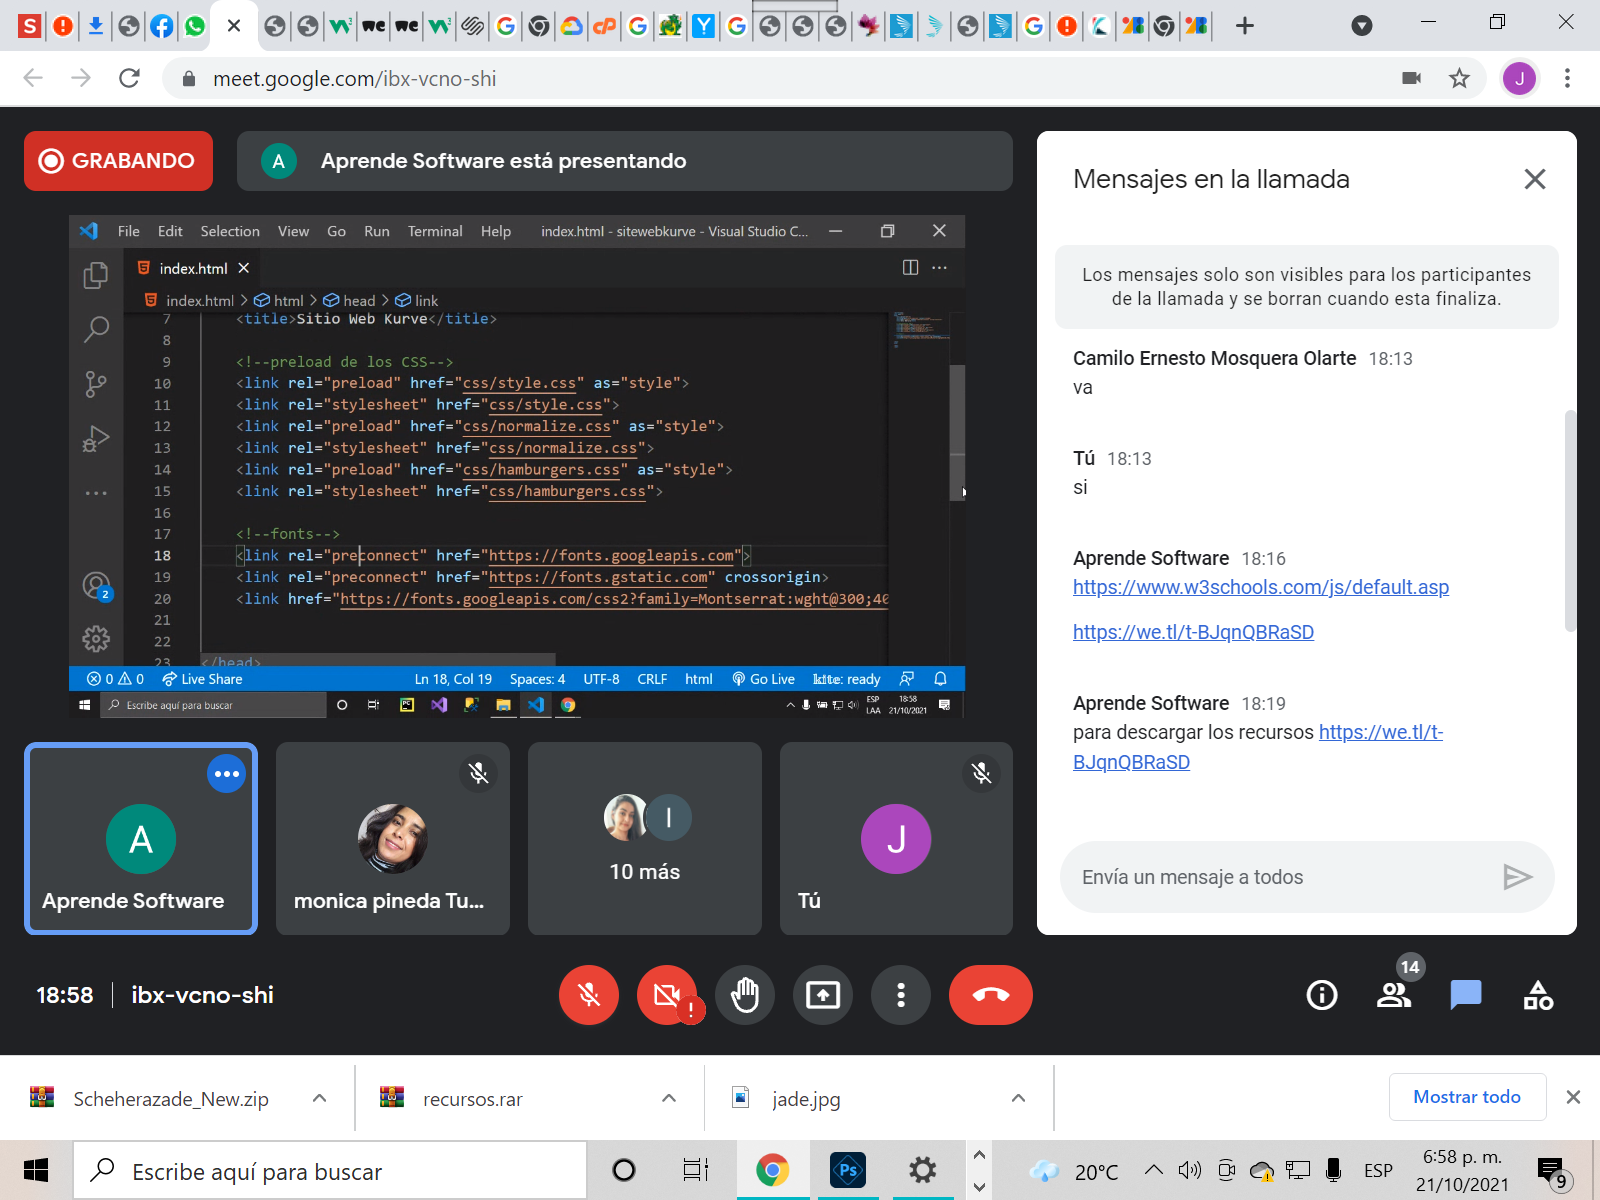 meet.google.com/ibx-vcno-shi
J
GRABANDO
A
Aprende Software está presentando
File Edit Selection View Go Run Terminal Help index.html - sitewebkurve - Visual Studio C...
index.html
index.html > html > head > link
7 <title>Sitio Web Kurve</title>
8
9 <!--preload de los CSS-->
10 <link rel="preload" href="css/style.css" as="style">
11 <link rel="stylesheet" href="css/style.css">
12 <link rel="preload" href="css/normalize.css" as="style">
13 <link rel="stylesheet" href="css/normalize.css">
14 <link rel="preload" href="css/hamburgers.css" as="style">
15 <link rel="stylesheet" href="css/hamburgers.css">
16
17 <!--fonts-->
18 <link rel="preconnect" href="https://fonts.googleapis.com">
19 <link rel="preconnect" href="https://fonts.gstatic.com" crossorigin>
20 <link href="https://fonts.googleapis.com/css2?family=Montserrat:wght@300;40
21
22
23 </head>
2
0 0 Live Share Ln 18, Col 19 Spaces: 4 UTF-8 CRLF html Go Live kite: ready
Escribe aquí para buscar
ESP
LAA
18:58
21/10/2021
Mensajes en la llamada
Los mensajes solo son visibles para los participantes
de la llamada y se borran cuando esta finaliza.
Camilo Ernesto Mosquera Olarte 18:13
va
Tú 18:13
si
Aprende Software 18:16
https://www.w3schools.com/js/default.asp
https://we.tl/t-BJqnQBRaSD
Aprende Software 18:19
para descargar los recursos https://we.tl/t-
BJqnQBRaSD
Envía un mensaje a todos
A
Aprende Software
monica pineda Tu...
I
10 más
J
Tú
18:58 ibx-vcno-shi
14
Scheherazade_New.zip
recursos.rar
jade.jpg
Mostrar todo
Escribe aquí para buscar
Ps
20°C
ESP
6:58 p. m.
21/10/2021
9